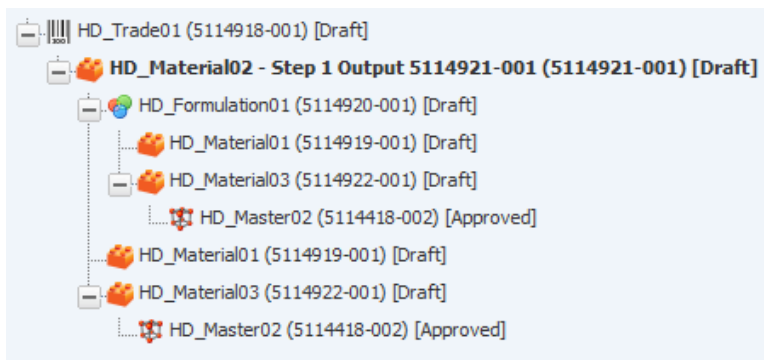 HD_Trade01 (5114918-001) [Draft]
HD_Material02 - Step 1 Output 5114921-001 (5114921-001) [Draft]
HD_Formulation01 (5114920-001) [Draft]
HD_Material01 (5114919-001) [Draft]
HD_Material03 (5114922-001) [Draft]
HD_Master02 (5114418-002) [Approved]
HD_Material01 (5114919-001) [Draft]
HD_Material03 (5114922-001) [Draft]
HD_Master02 (5114418-002) [Approved]